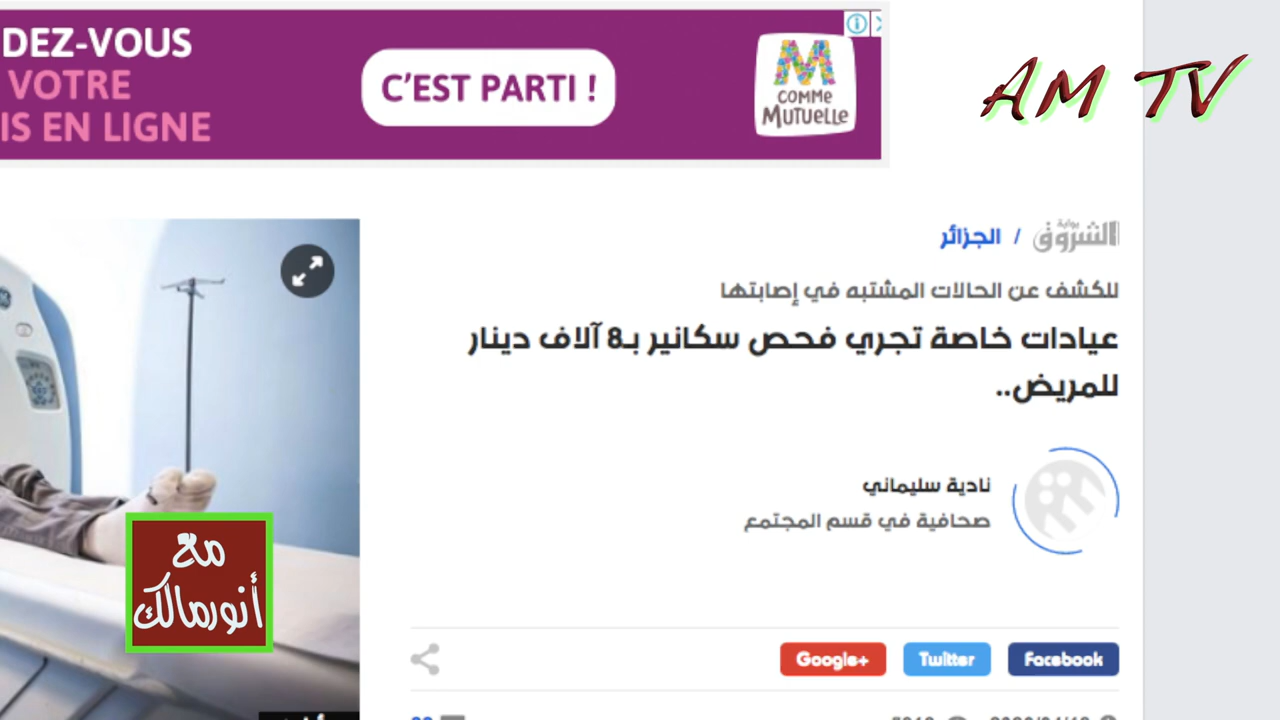 DEZ-VOUS
VOTRE
IS EN LIGNE
C'EST PARTI !
COMME
MUTUELLE
AM TV
بوابة
الشروق / الجزائر
للكشف عن الحالات المشتبه في إصابتها
عيادات خاصة تجري فحص سكانير بـ8 آلاف دينار
للمريض..
نادية سليماني
صحافية في قسم المجتمع
مع
أنورمالك
Facebook
Twitter
Google+